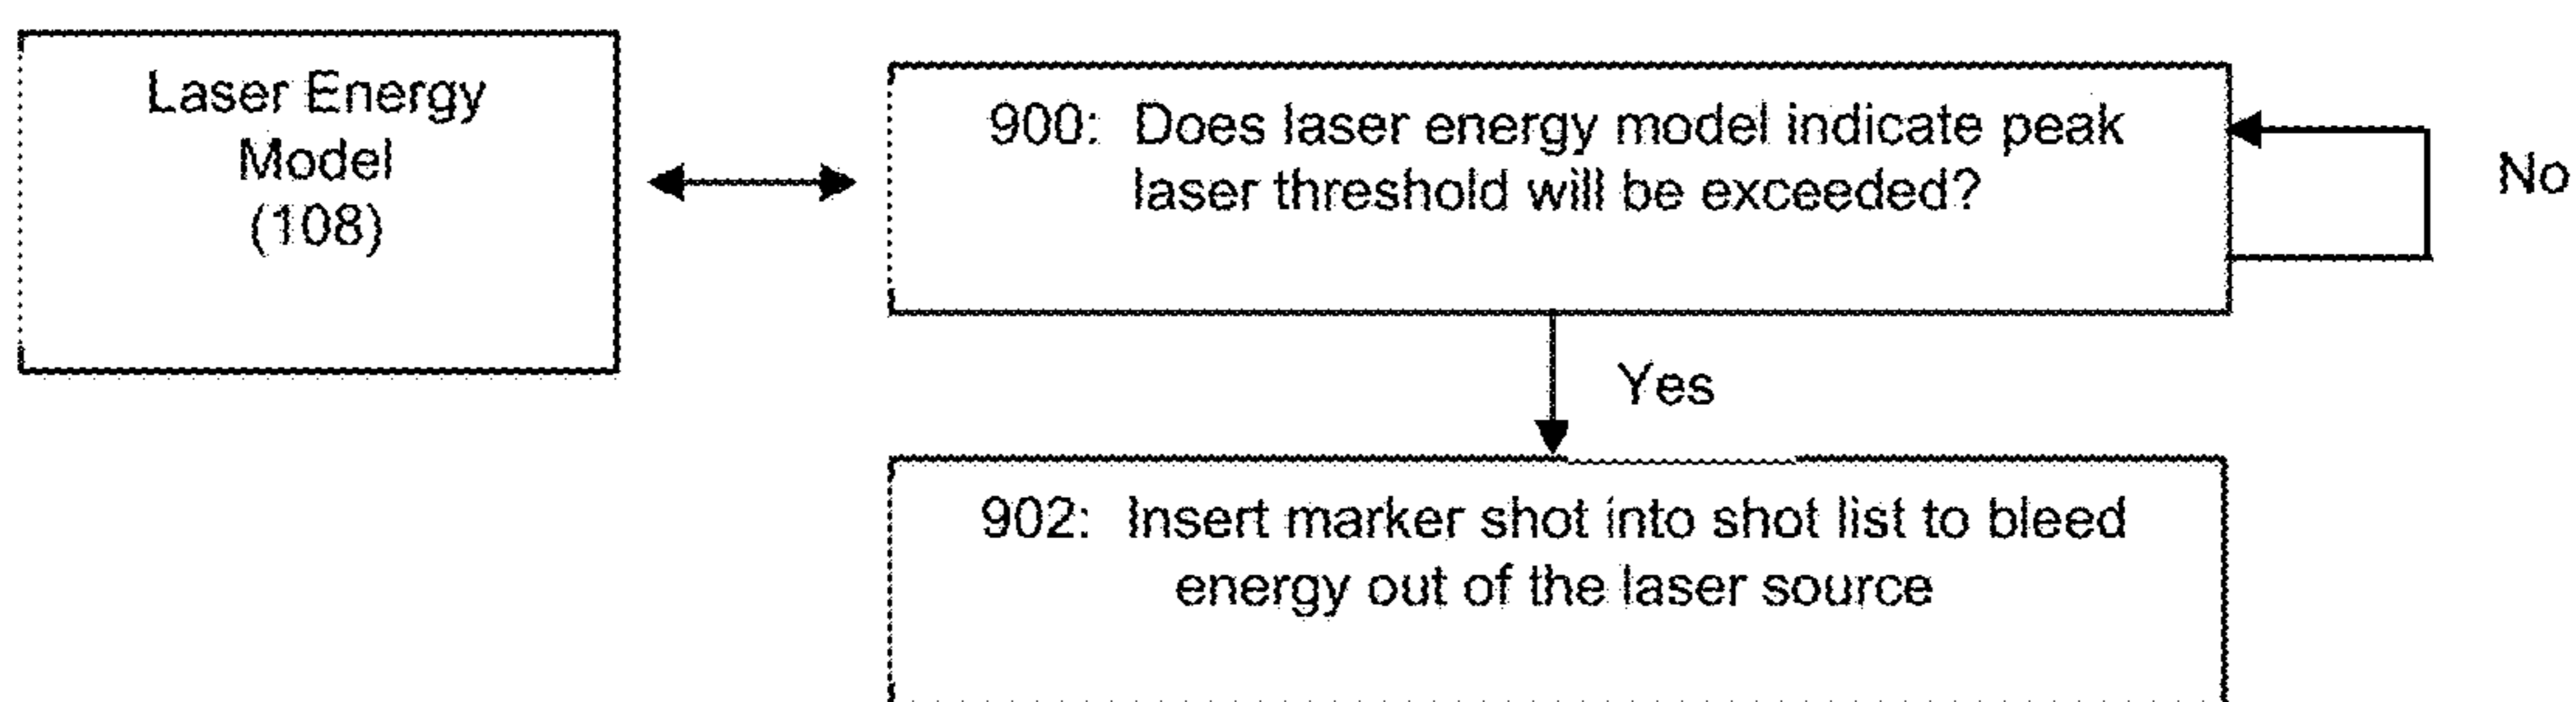 Laser Energy
Model
(108)
900: Does laser energy model indicate peak
laser threshold will be exceeded?
No
Yes
902: Insert marker shot into shot list to bleed
energy out of the laser source